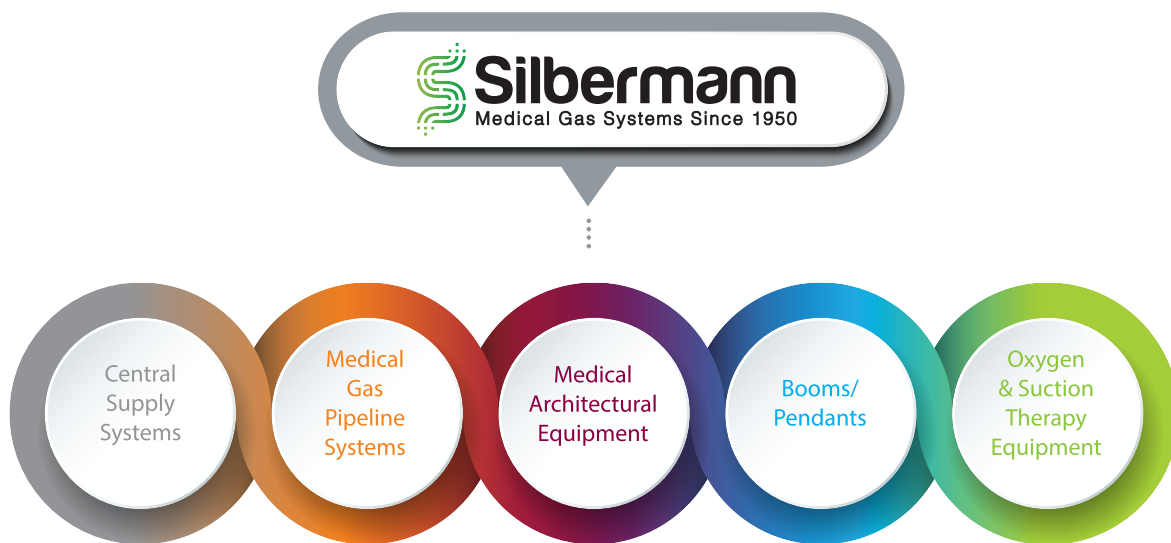 Silbermann
Medical Gas Systems Since 1950
Central
Supply
Systems
Medical
Gas
Pipeline
Systems
Medical
Architectural
Equipment
Booms/
Pendants
Oxygen
& Suction
Therapy
Equipment